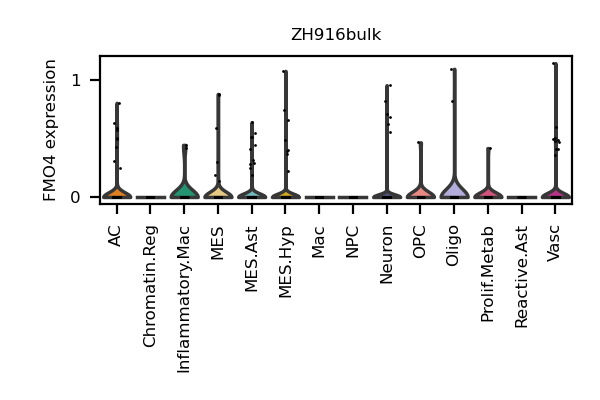 ZH916bulk
FMO4 expression
1
0
AC
Chromatin.Reg
Inflammatory.Mac
MES
MES.Ast
MES.Hyp
Mac
NPC
Neuron
OPC
Oligo
Prolif.Metab
Reactive.Ast
Vasc